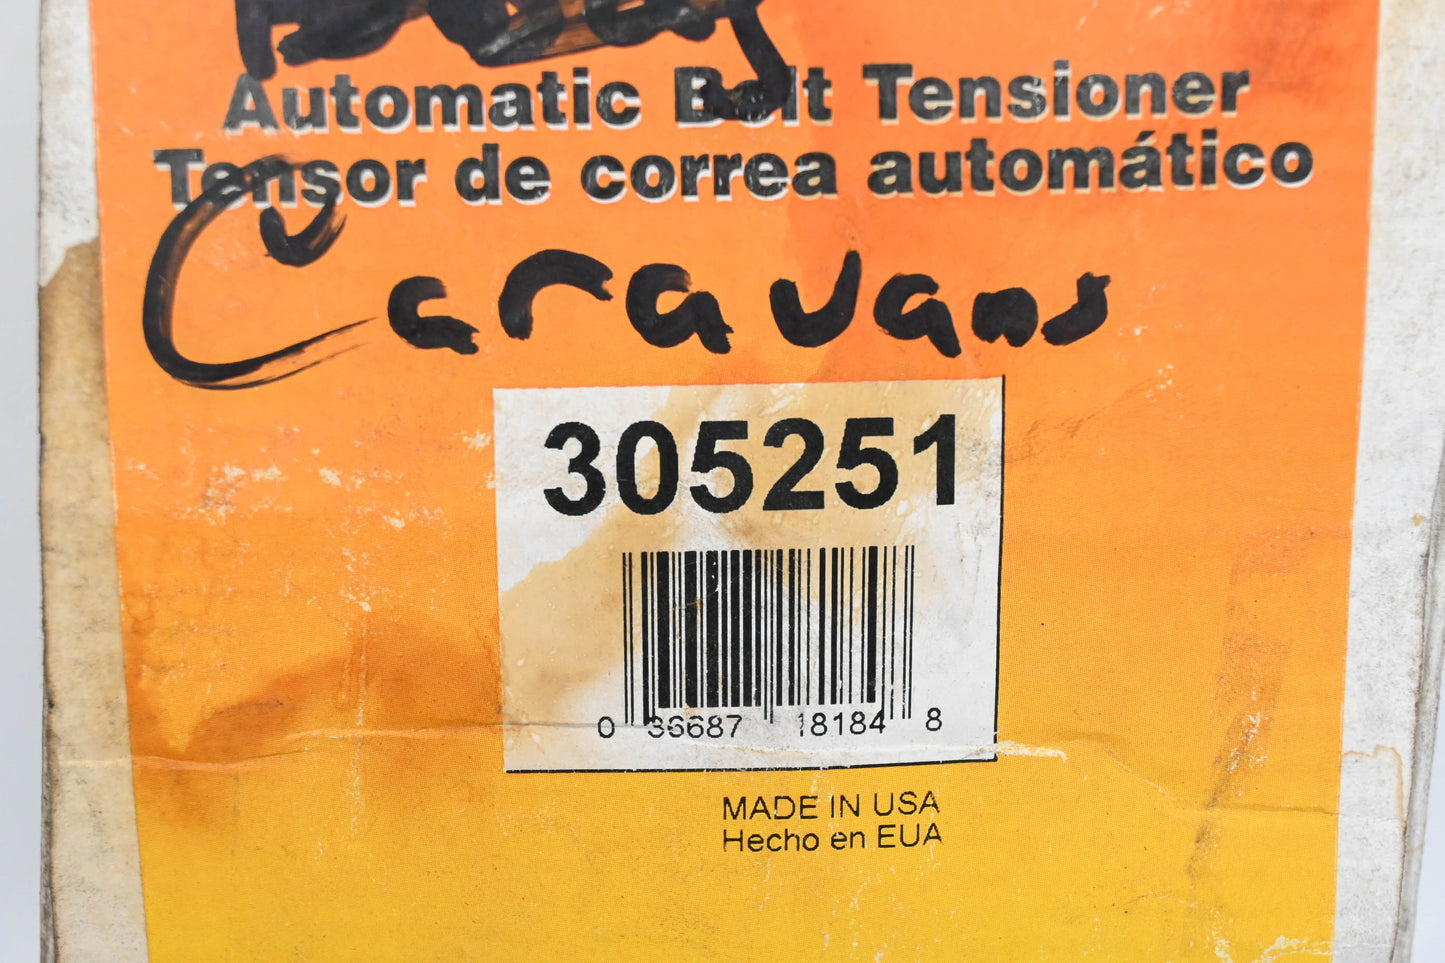 Automatic Belt Tensioner
Tensor de correa automático
Caravans
305251
0 36687 18184 8
MADE IN USA
Hecho en EUA